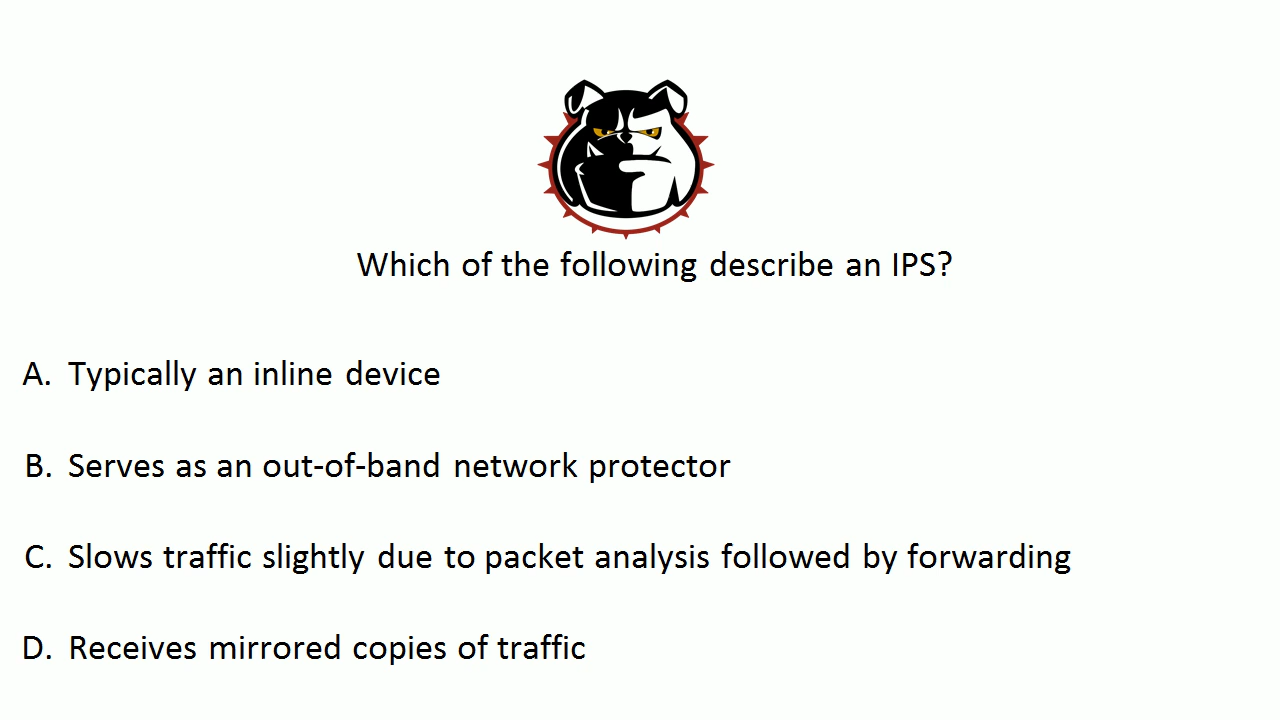 Which of the following describe an IPS?
A. Typically an inline device
B. Serves as an out-of-band network protector
C. Slows traffic slightly due to packet analysis followed by forwarding
D. Receives mirrored copies of traffic